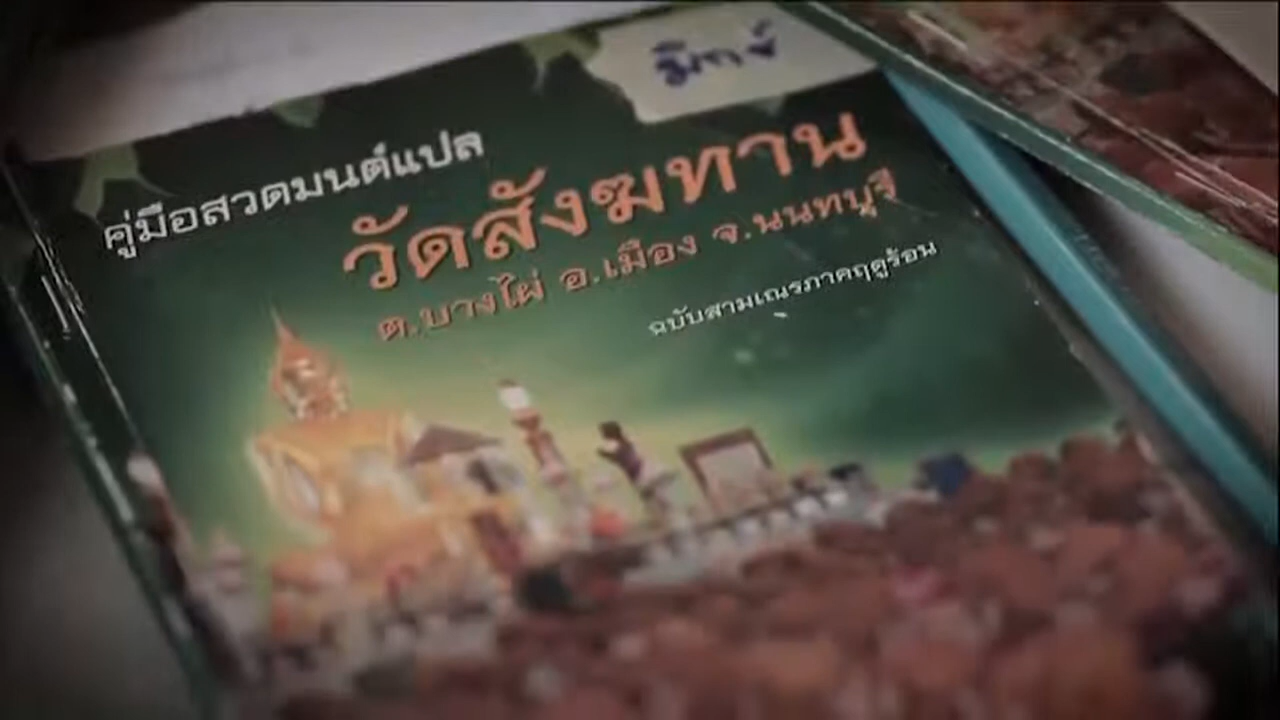 มิกซ์
คู่มือสวดมนต์แปล
วัดสังฆทาน
ต.บางไผ่ อ.เมือง จ.นนทบุรี
ฉบับสามเณรภาคฤดูร้อน